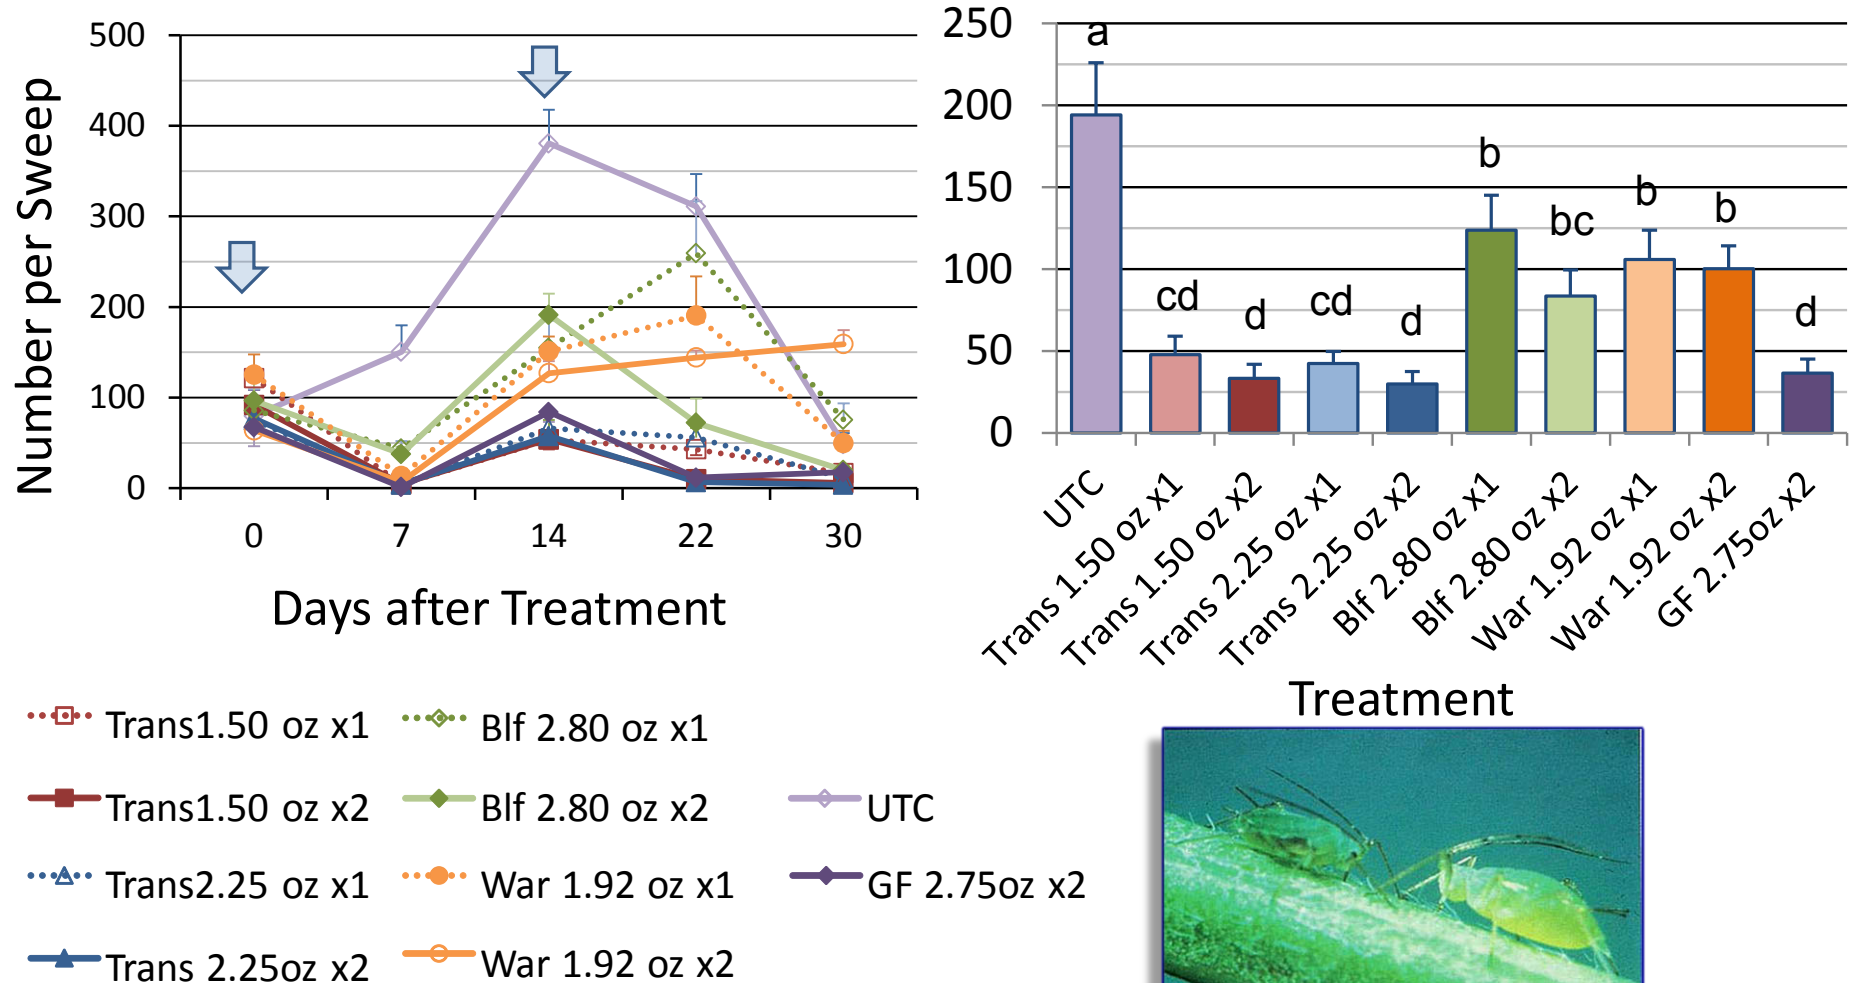 500
400
300
200
100
0
Number per Sweep
0 7 14 22 30
Days after Treatment
250
200
150
100
50
0
a
cd
d
cd
d
b
bc
b
b
d
UTC
Trans 1.50 oz x1
Trans 1.50 oz x2
Trans 2.25 oz x1
Trans 2.25 oz x2
Blf 2.80 oz x1
Blf 2.80 oz x2
War 1.92 oz x1
War 1.92 oz x2
GF 2.75oz x2
Treatment
Trans1.50 oz x1
Blf 2.80 oz x1
Trans1.50 oz x2
Blf 2.80 oz x2
UTC
Trans2.25 oz x1
War 1.92 oz x1
GF 2.75oz x2
Trans 2.25oz x2
War 1.92 oz x2